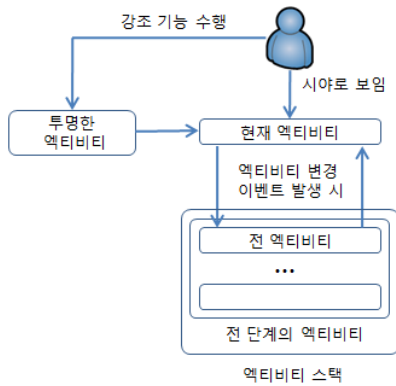 강조 기능 수행
시야로 보임
투명한
엑티비티
현재 엑티비티
엑티비티 변경
이벤트 발생 시
전 엑티비티
...
전 단계의 엑티비티
엑티비티 스택